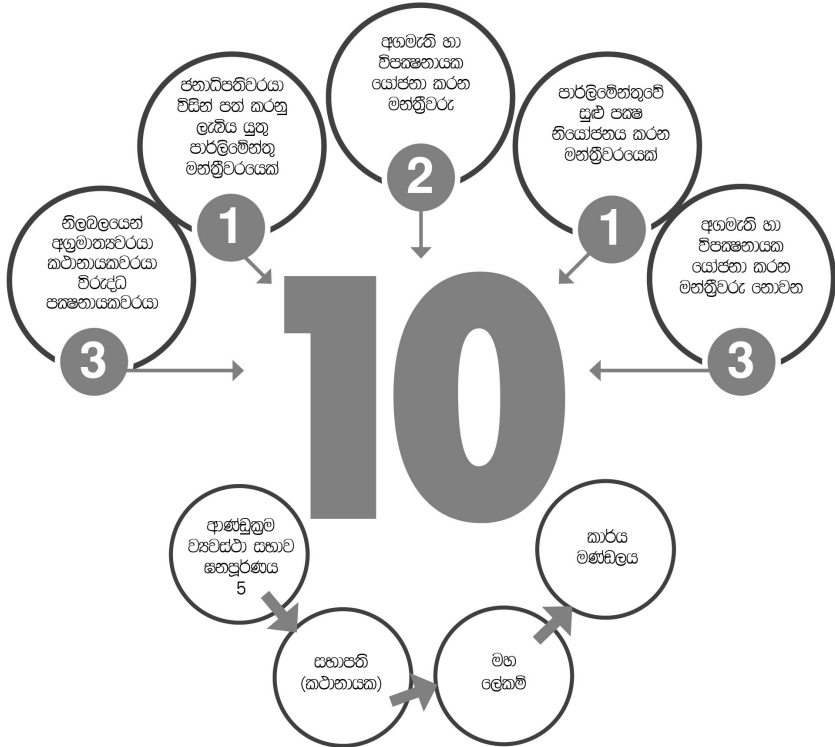 නිලබලයෙන්
අග්‍රාමාත්‍යවරයා
කථානායකවරයා
විරුද්ධ
පක්‍ෂනායකවරයා
3
ජනාධිපතිවරයා
විසින් පත් කරනු
ලැබිය යුතු
පාර්ලිමේන්තු
මන්ත්‍රීවරයෙක්
1
අගමැති හා
විපක්‍ෂනායක
යෝජනා කරන
මන්ත්‍රීවරු
2
පාර්ලිමේන්තුවේ
සුළු පක්‍ෂ
නියෝජනය කරන
මන්ත්‍රීවරයෙක්
1
අගමැති හා
විපක්‍ෂනායක
යෝජනා කරන
මන්ත්‍රීවරු නොවන
3
10
ආණ්ඩුක්‍රම
ව්‍යවස්ථා සභාව
ඝනපූර්ණය
5
සභාපති
(කථානායක)
මහ
ලේකම්
කාර්ය
මණ්ඩලය